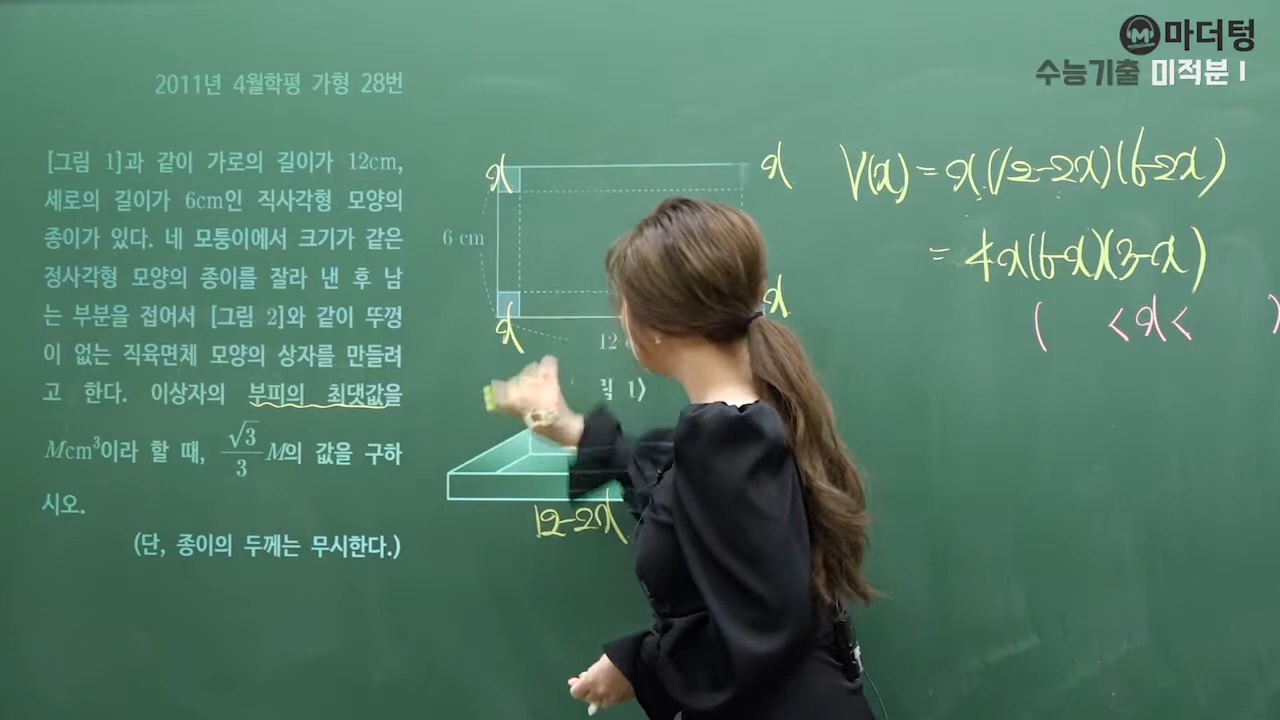 마더텅
수능기출 미적분 I
2011년 4월학평 가형 28번
[그림 1]과 같이 가로의 길이가 12cm,
세로의 길이가 6cm인 직사각형 모양의
종이가 있다. 네 모퉁이에서 크기가 같은
정사각형 모양의 종이를 잘라 낸 후 남
는 부분을 접어서 [그림 2]와 같이 뚜껑
이 없는 직육면체 모양의 상자를 만들려
고 한다. 이상자의 부피의 최댓값을
Mcm³이라 할 때, √3/3 M의 값을 구하
시오.
(단, 종이의 두께는 무시한다.)
x
x
6 cm
x
x
12
1〉
12-2x
V(x) = x(12-2x)(6-2x)
= 4x(6-x)(3-x)
( <x< )